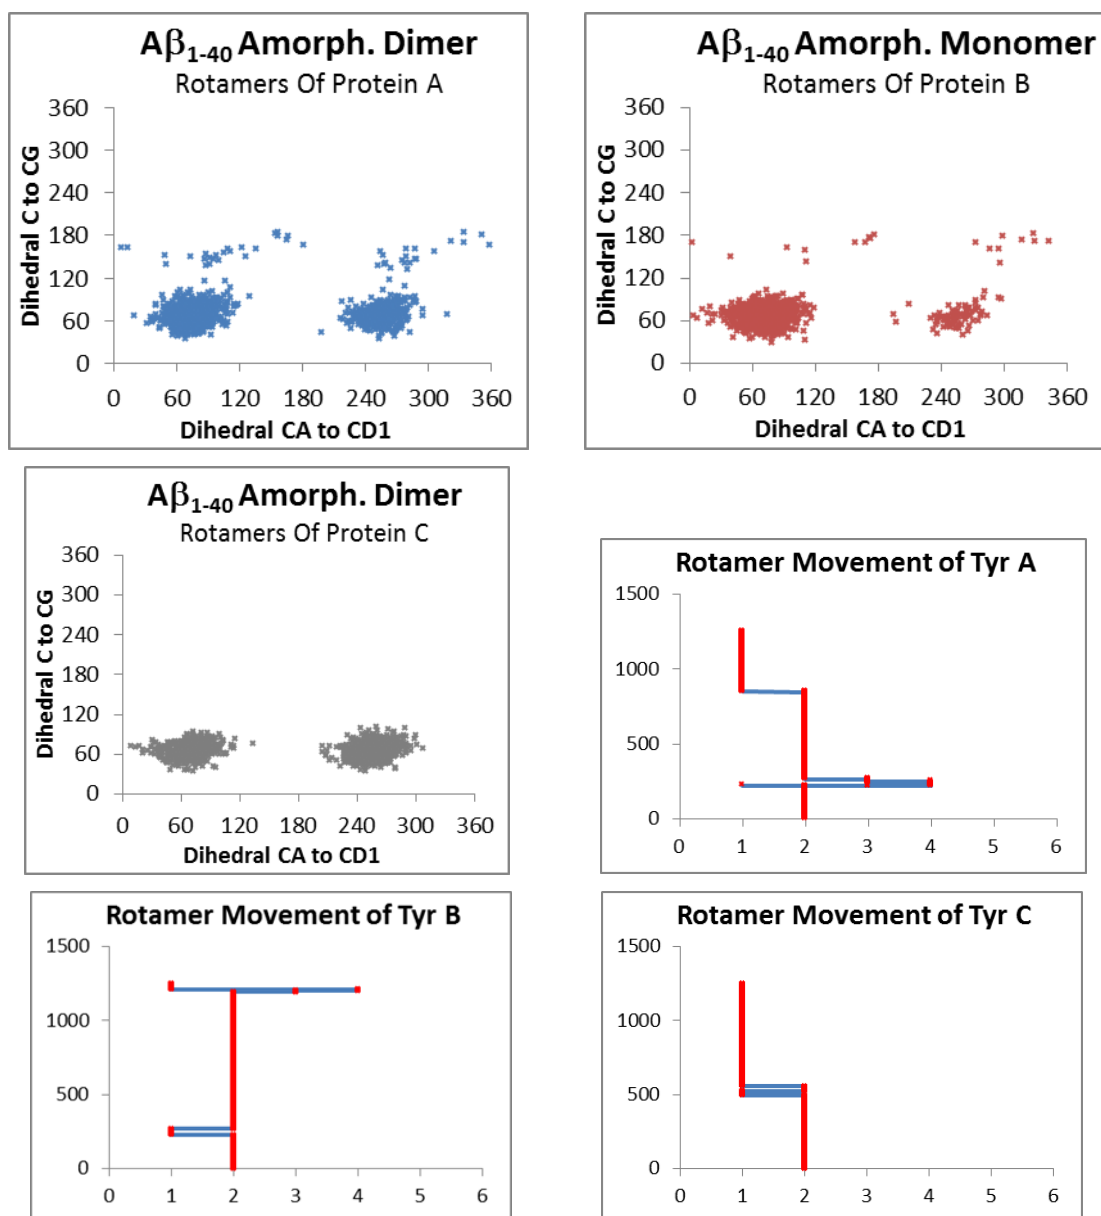 Aβ1-40 Amorph. Dimer
Rotamers Of Protein A
Dihedral C to CG
360
300
240
180
120
60
0
0 60 120 180 240 300 360
Dihedral CA to CD1
Aβ1-40 Amorph. Monomer
Rotamers Of Protein B
Dihedral C to CG
360
300
240
180
120
60
0
0 60 120 180 240 300 360
Dihedral CA to CD1
Aβ1-40 Amorph. Dimer
Rotamers Of Protein C
Dihedral C to CG
360
300
240
180
120
60
0
0 60 120 180 240 300 360
Dihedral CA to CD1
Rotamer Movement of Tyr A
1500
1000
500
0
0 1 2 3 4 5 6
Rotamer Movement of Tyr B
1500
1000
500
0
0 1 2 3 4 5 6
Rotamer Movement of Tyr C
1500
1000
500
0
0 1 2 3 4 5 6